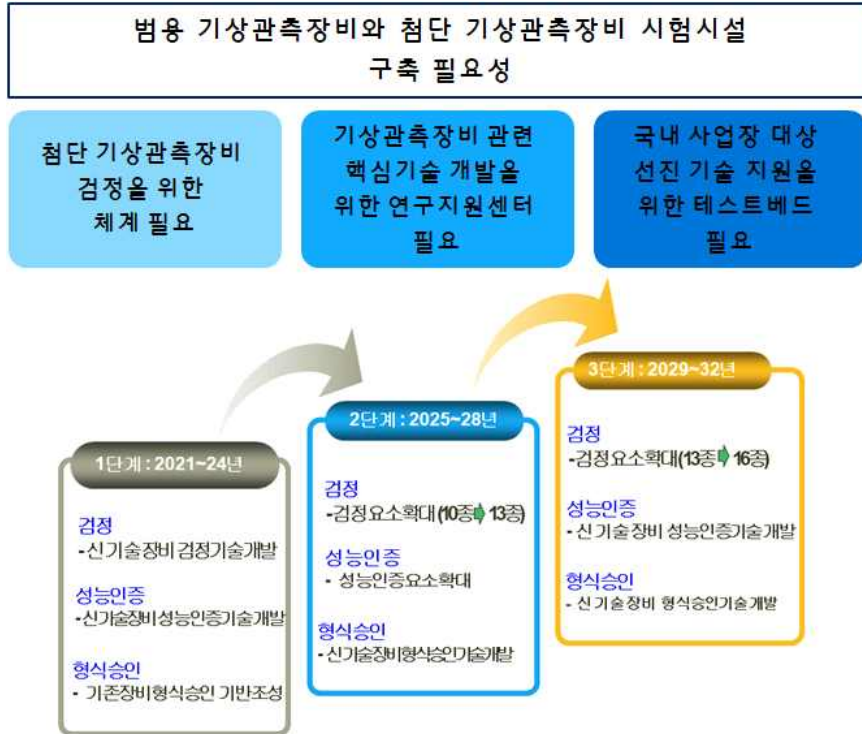 범용 기상관측장비와 첨단 기상관측장비 시험시설
구축 필요성
첨단 기상관측장비
검정을 위한
체계 필요
기상관측장비 관련
핵심기술 개발을
위한 연구지원센터
필요
국내 사업장 대상
선진 기술 지원을
위한 테스트베드
필요
1단계 : 2021~24년
검정
- 신기술장비 검정기술개발
성능인증
- 신기술장비 성능인증기술개발
형식승인
- 기존장비형식승인 기반조성
2단계 : 2025~28년
검정
- 검정요소확대(10종➡13종)
성능인증
- 성능인증요소확대
형식승인
- 신기술장비형식승인기술개발
3단계 : 2029~32년
검정
-검정요소확대(13종➡16종)
성능인증
- 신기술장비 성능인증기술개발
형식승인
- 신기술장비 형식승인기술개발